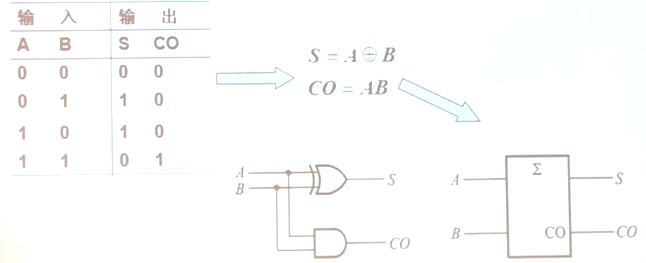 输 入 输 出
A B S CO
0 0 0 0
0 1 1 0
1 0 1 0
1 1 0 1
S = A⊕B
CO = AB
A
B
S
CO
A
B
Σ
CO
S
CO